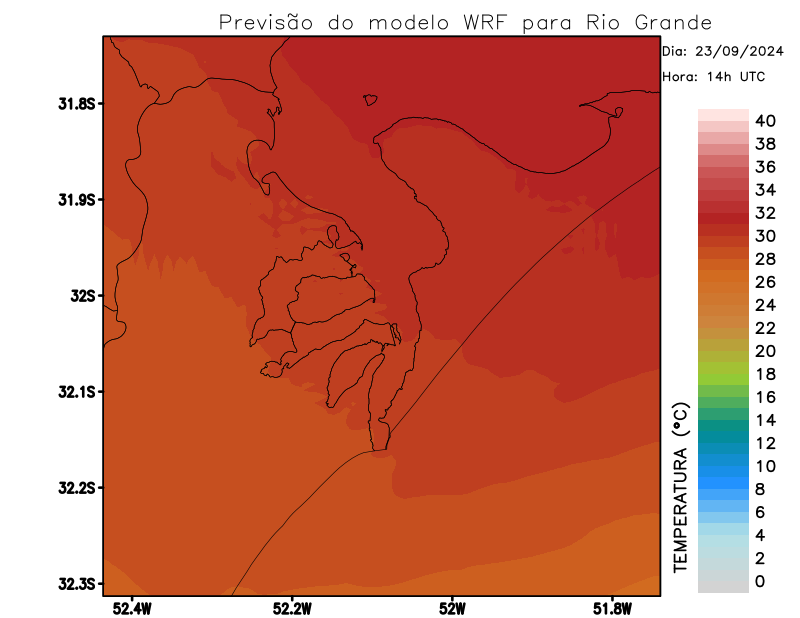 Previsão do modelo WRF para Rio Grande
Dia: 23/09/2024
Hora: 14h UTC
31.8S
31.9S
32S
32.1S
32.2S
32.3S
52.4W
52.2W
52W
51.8W
40
38
36
34
32
30
28
26
24
22
20
18
16
14
12
10
8
6
4
2
0
TEMPERATURA (°C)